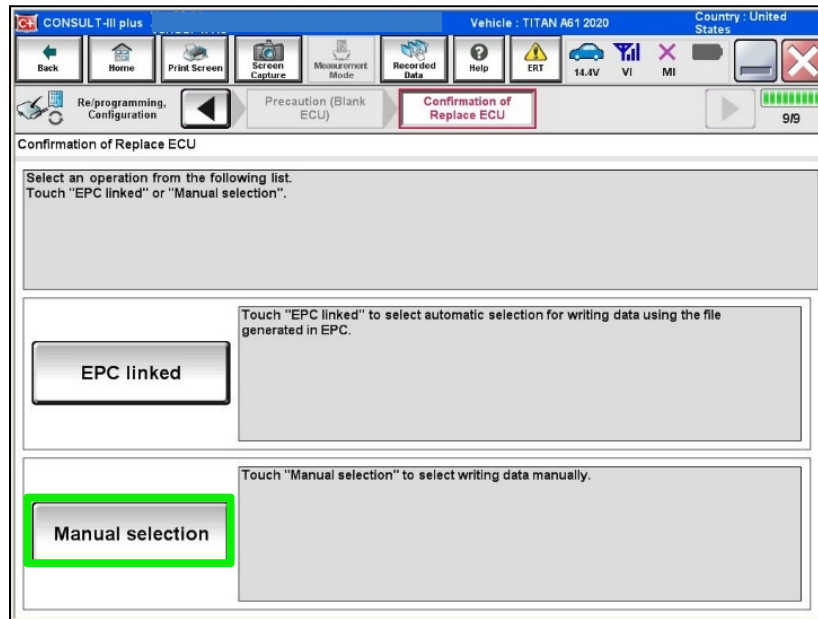 CONSULT-III plus
Vehicle : TITAN A61 2020
Country : United
States
Back
Home
Print Screen
Screen
Capture
Measurement
Mode
Recorded
Data
Help
ERT
14.4V
VI
MI
Re/programming,
Configuration
Precaution (Blank
ECU)
Confirmation of
Replace ECU
9/9
Confirmation of Replace ECU
Select an operation from the following list.
Touch "EPC linked" or "Manual selection".
EPC linked
Touch "EPC linked" to select automatic selection for writing data using the file
generated in EPC.
Manual selection
Touch "Manual selection" to select writing data manually.